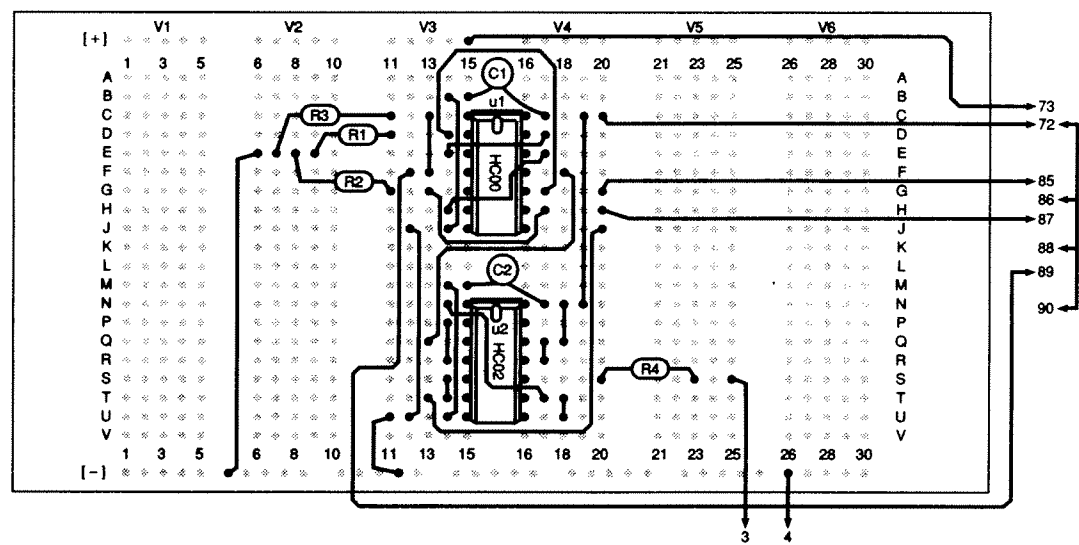 V1 V2 V3 V4 V5 V6
[+]
1 3 5 6 8 10 11 13 15 16 18 20 21 23 25 26 28 30
A A
B C1 B 73
u1
C R3 C 72
D R1 D
E E
F HC00 F
R2 85
G G
86
H H 87
J J
K K 88
L C2 L 89
M M
N N 90
P u2 P
Q Q
R HC02 R
S R4 S
T T
U U
V V
1 3 5 6 8 10 11 13 15 16 18 20 21 23 25 26 28 30
[-]
3 4